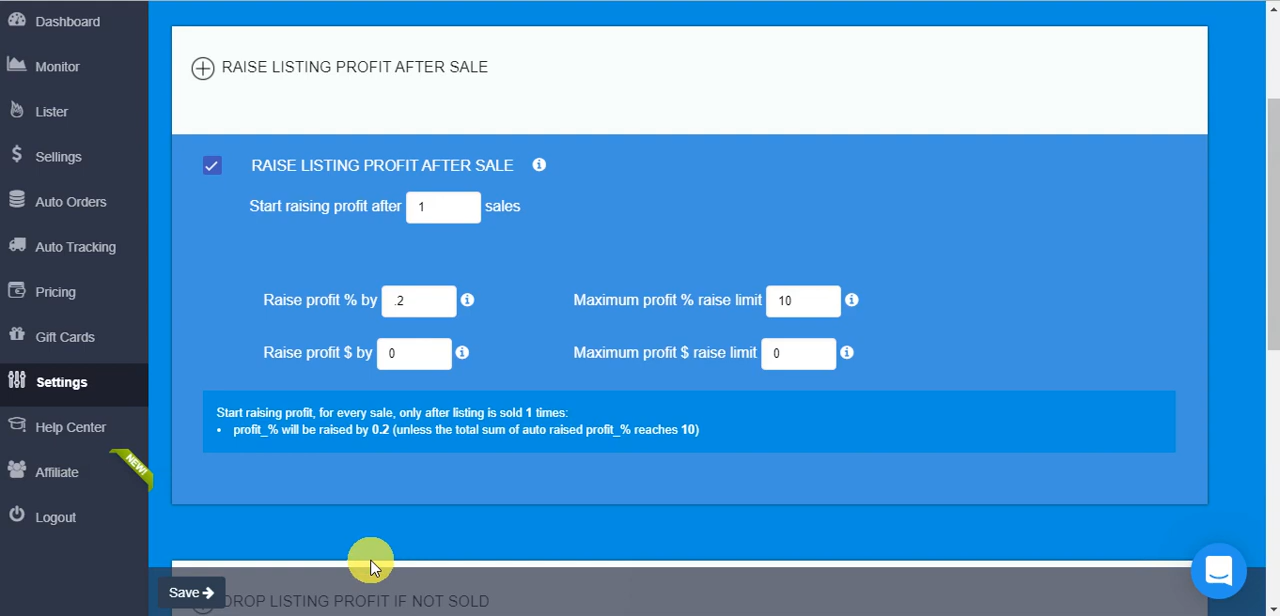 Dashboard
Monitor
Lister
Sellings
Auto Orders
Auto Tracking
Pricing
Gift Cards
Settings
Help Center
NEW!
Affiliate
Logout
RAISE LISTING PROFIT AFTER SALE
RAISE LISTING PROFIT AFTER SALE
Start raising profit after 1 sales
Raise profit % by .2 Maximum profit % raise limit 10
Raise profit $ by 0 Maximum profit $ raise limit 0
Start raising profit, for every sale, only after listing is sold 1 times:
• profit_% will be raised by 0.2 (unless the total sum of auto raised profit_% reaches 10)
Save
DROP LISTING PROFIT IF NOT SOLD